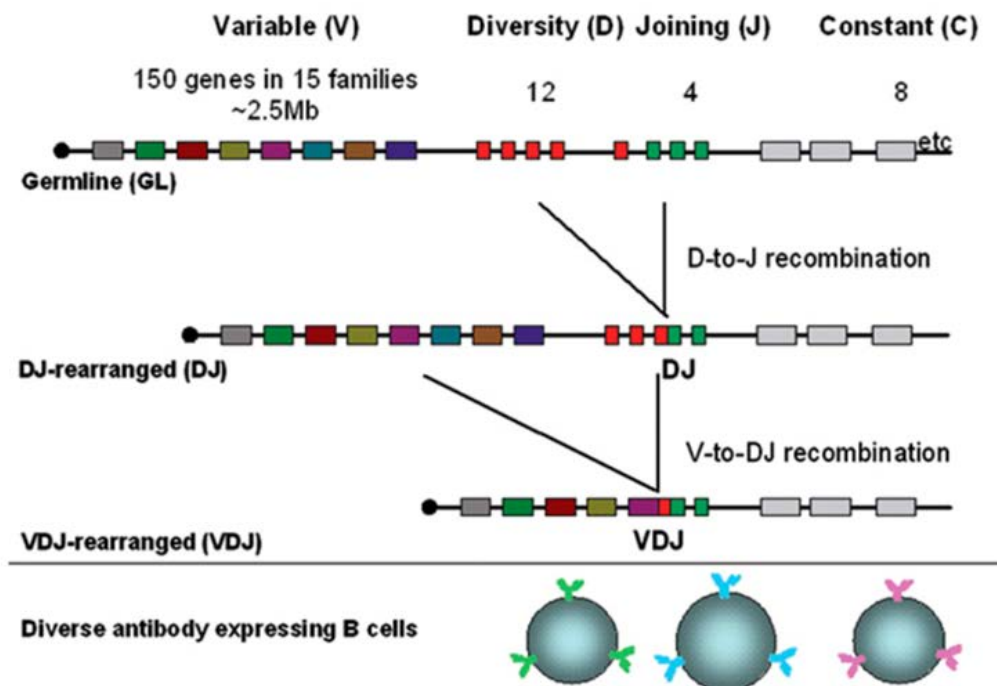 Variable (V) Diversity (D) Joining (J) Constant (C)
150 genes in 15 families
~2.5Mb
12 4 8
etc
Germline (GL)
D-to-J recombination
DJ-rearranged (DJ)
DJ
V-to-DJ recombination
VDJ-rearranged (VDJ)
VDJ
Diverse antibody expressing B cells